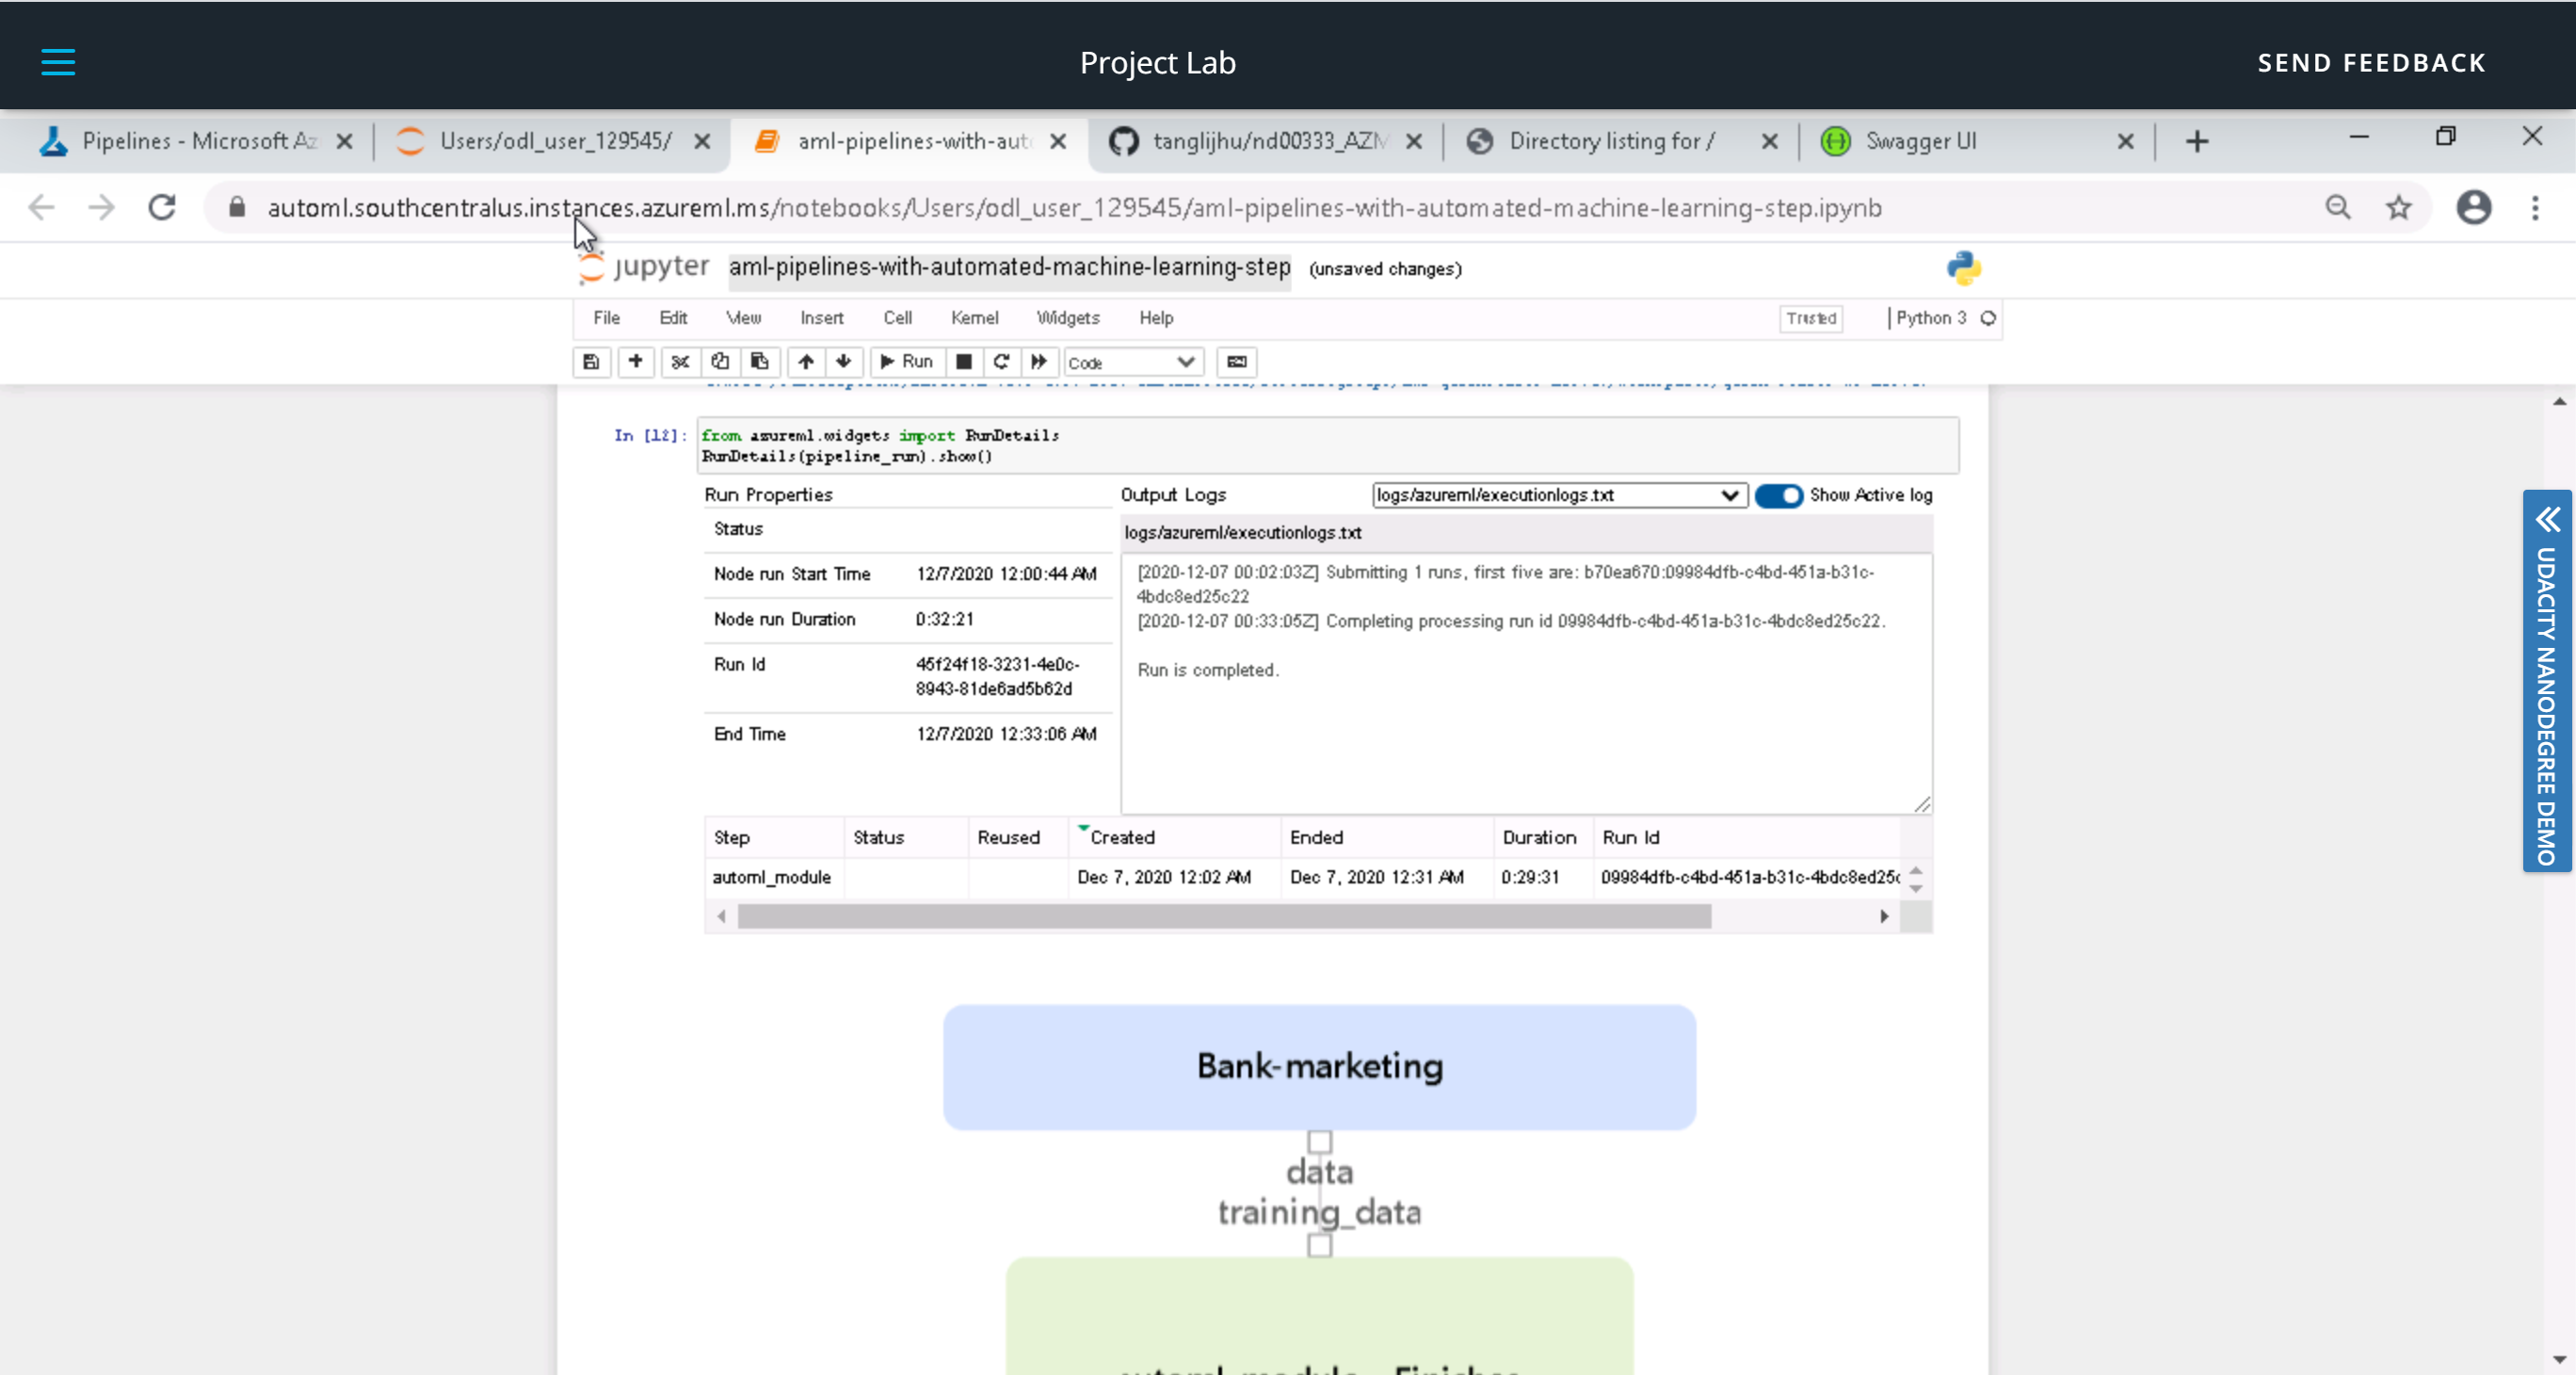 Project Lab
SEND FEEDBACK
Pipelines - Microsoft Az
Users/odl_user_129545/
aml-pipelines-with-auto
tanglijhu/nd00333_AZM
Directory listing for /
Swagger UI
automl.southcentralus.instances.azureml.ms/notebooks/Users/odl_user_129545/aml-pipelines-with-automated-machine-learning-step.ipynb
jupyter aml-pipelines-with-automated-machine-learning-step (unsaved changes)
File Edit View Insert Cell Kernel Widgets Help
Trusted
Python 3
Run
Code
In [12]: from azureml.widgets import RunDetails
RunDetails(pipeline_run).show()
Run Properties
Status
Node run Start Time 12/7/2020 12:00:44 AM
Node run Duration 0:32:21
Run Id 45f24f18-3231-4e0c-
8943-81de6ad5b62d
End Time 12/7/2020 12:33:06 AM
Output Logs
logs/azureml/executionlogs.txt
Show Active log
logs/azureml/executionlogs.txt
[2020-12-07 00:02:03Z] Submitting 1 runs, first five are: b70ea670:09984dfb-c4bd-451a-b31c-
4bdc8ed25c22
[2020-12-07 00:33:05Z] Completing processing run id 09984dfb-c4bd-451a-b31c-4bdc8ed25c22.
Run is completed.
Step Status Reused Created Ended Duration Run Id
automl_module Dec 7, 2020 12:02 AM Dec 7, 2020 12:31 AM 0:29:31 09984dfb-c4bd-451a-b31c-4bdc8ed25c
Bank-marketing
data
training_data
UDACITY NANODEGREE DEMO